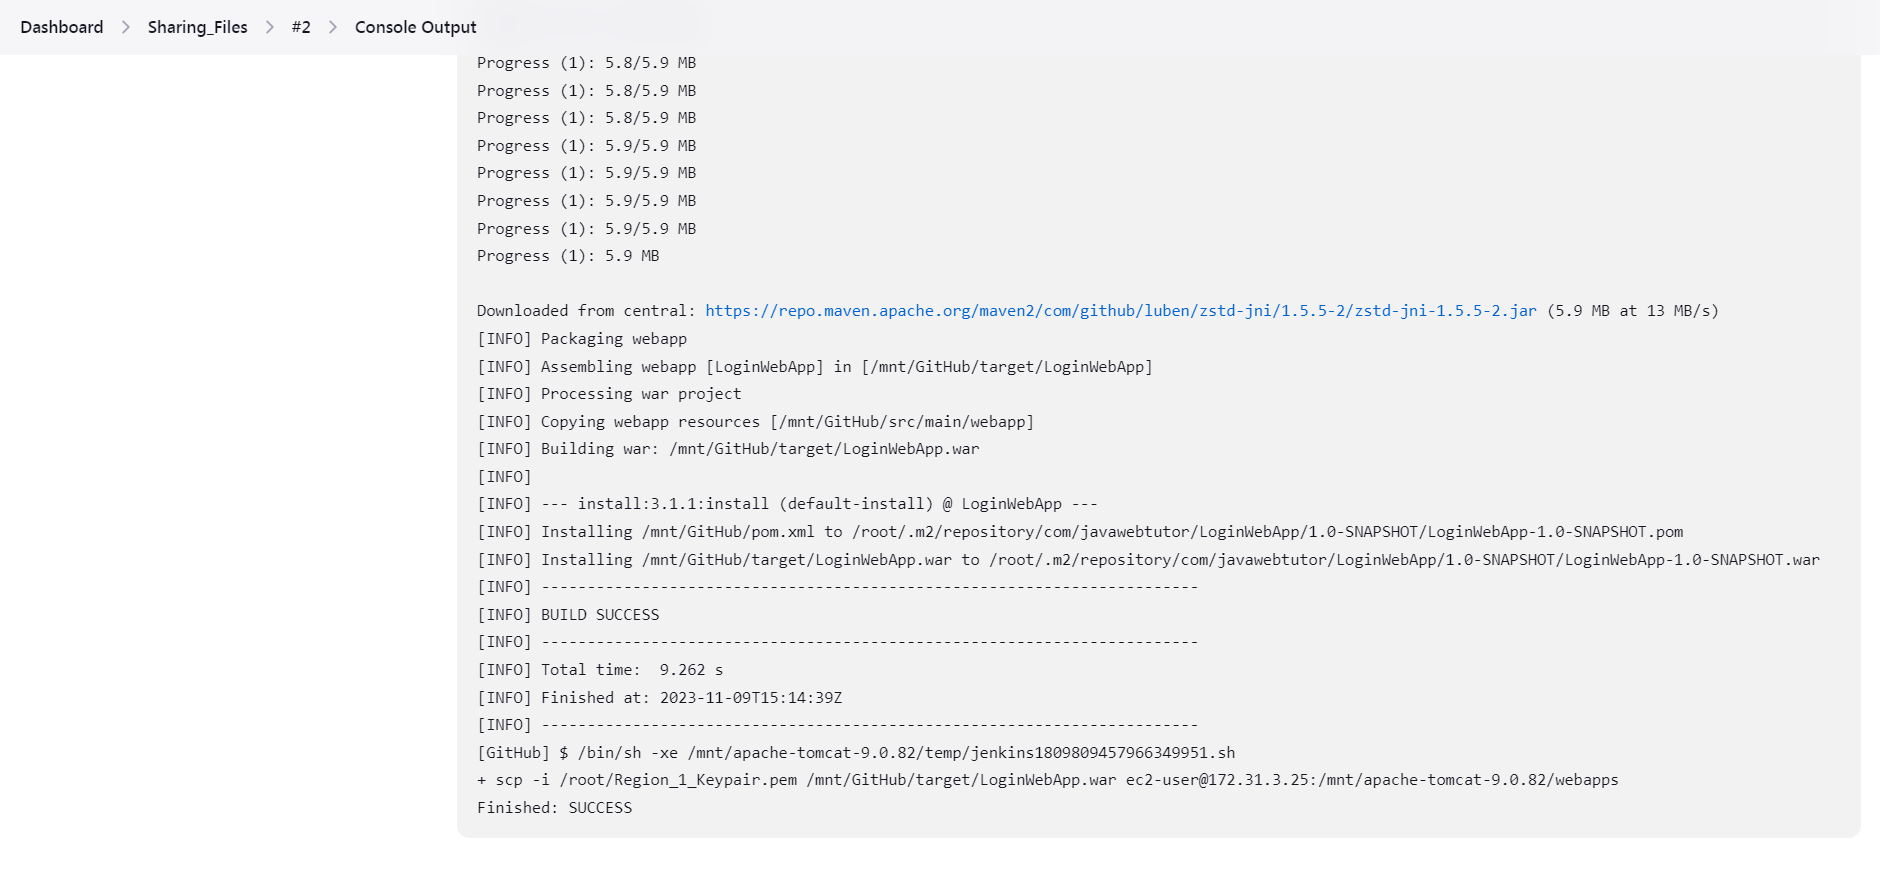 Dashboard > Sharing_Files > #2 > Console Output
Progress (1): 5.8/5.9 MB
Progress (1): 5.8/5.9 MB
Progress (1): 5.8/5.9 MB
Progress (1): 5.9/5.9 MB
Progress (1): 5.9/5.9 MB
Progress (1): 5.9/5.9 MB
Progress (1): 5.9/5.9 MB
Progress (1): 5.9 MB
Downloaded from central: https://repo.maven.apache.org/maven2/com/github/luben/zstd-jni/1.5.5-2/zstd-jni-1.5.5-2.jar (5.9 MB at 13 MB/s)
[INFO] Packaging webapp
[INFO] Assembling webapp [LoginWebApp] in [/mnt/GitHub/target/LoginWebApp]
[INFO] Processing war project
[INFO] Copying webapp resources [/mnt/GitHub/src/main/webapp]
[INFO] Building war: /mnt/GitHub/target/LoginWebApp.war
[INFO]
[INFO] --- install:3.1.1:install (default-install) @ LoginWebApp ---
[INFO] Installing /mnt/GitHub/pom.xml to /root/.m2/repository/com/javawebtutor/LoginWebApp/1.0-SNAPSHOT/LoginWebApp-1.0-SNAPSHOT.pom
[INFO] Installing /mnt/GitHub/target/LoginWebApp.war to /root/.m2/repository/com/javawebtutor/LoginWebApp/1.0-SNAPSHOT/LoginWebApp-1.0-SNAPSHOT.war
[INFO] ------------------------------------------------------------------------
[INFO] BUILD SUCCESS
[INFO] ------------------------------------------------------------------------
[INFO] Total time:  9.262 s
[INFO] Finished at: 2023-11-09T15:14:39Z
[INFO] ------------------------------------------------------------------------
[GitHub] $ /bin/sh -xe /mnt/apache-tomcat-9.0.82/temp/jenkins1809809457966349951.sh
+ scp -i /root/Region_1_Keypair.pem /mnt/GitHub/target/LoginWebApp.war ec2-user@172.31.3.25:/mnt/apache-tomcat-9.0.82/webapps
Finished: SUCCESS